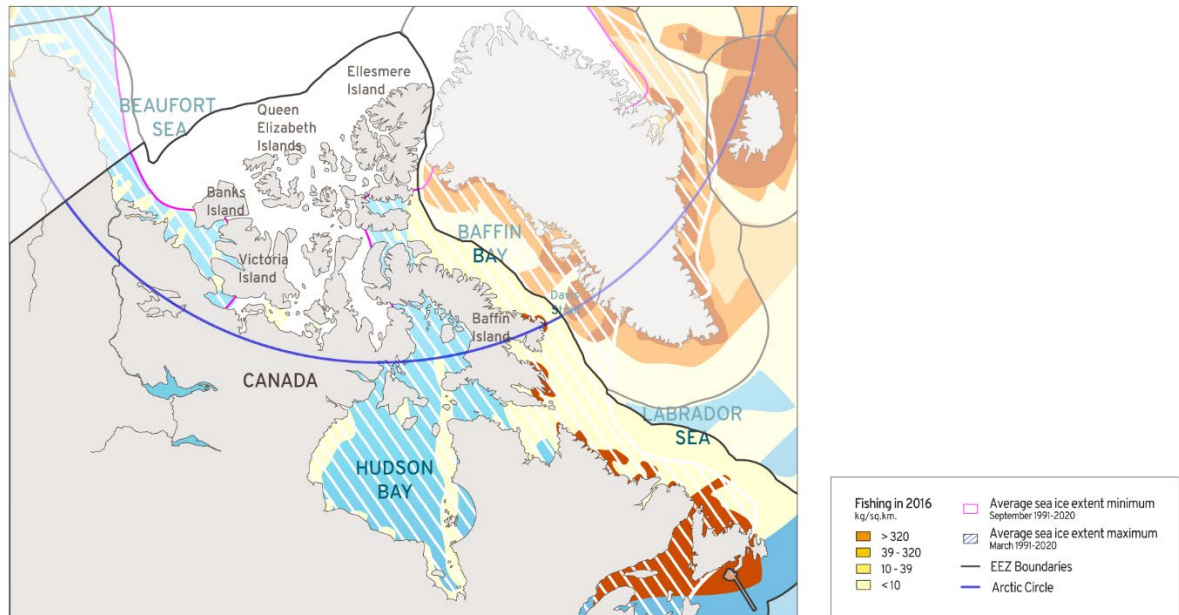 Ellesmere
Island
BEAUFORT
SEA
Queen
Elizabeth
Islands
Banks
Island
Victoria
Island
BAFFIN
BAY
Davis
Strait
Baffin
Island
CANADA
LABRADOR
SEA
HUDSON
BAY
Fishing in 2016
kg/sq.km.
> 320
39 - 320
10 - 39
<10
Average sea ice extent minimum
September 1991-2020
Average sea ice extent maximum
March 1991-2020
EEZ Boundaries
Arctic Circle